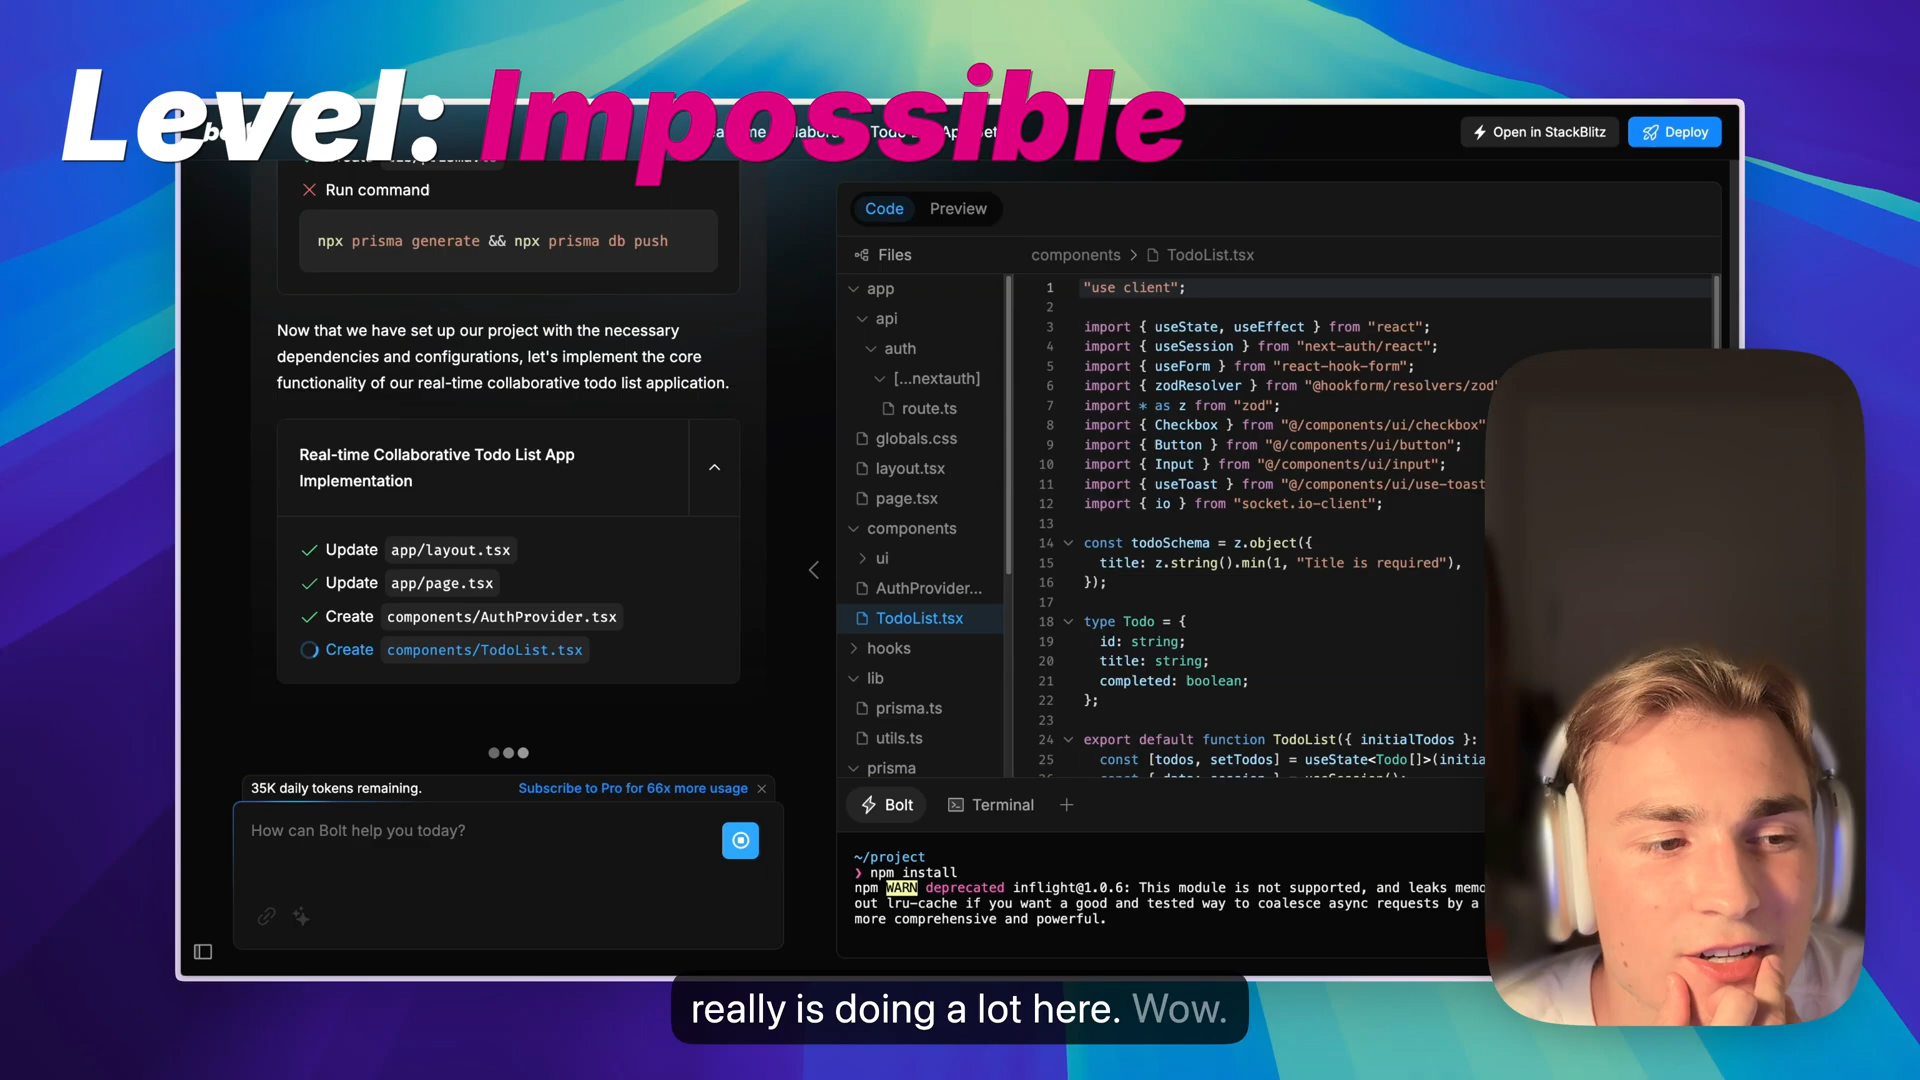 Level: Impossible
Open in StackBlitz
Deploy
Run command
npx prisma generate && npx prisma db push
Now that we have set up our project with the necessary
dependencies and configurations, let's implement the core
functionality of our real-time collaborative todo list application.
Real-time Collaborative Todo List App
Implementation
Update app/layout.tsx
Update app/page.tsx
Create components/AuthProvider.tsx
Create components/TodoList.tsx
35K daily tokens remaining.
Subscribe to Pro for 66x more usage
How can Bolt help you today?
Code
Preview
Files
components > TodoList.tsx
app
api
auth
[...nextauth]
route.ts
globals.css
layout.tsx
page.tsx
components
ui
AuthProvider...
TodoList.tsx
hooks
lib
prisma.ts
utils.ts
prisma
1 "use client";
2
3 import { useState, useEffect } from "react";
4 import { useSession } from "next-auth/react";
5 import { useForm } from "react-hook-form";
6 import { zodResolver } from "@hookform/resolvers/zod"
7 import * as z from "zod";
8 import { Checkbox } from "@/components/ui/checkbox"
9 import { Button } from "@/components/ui/button";
10 import { Input } from "@/components/ui/input";
11 import { useToast } from "@/components/ui/use-toast
12 import { io } from "socket.io-client";
13
14 const todoSchema = z.object({
15 title: z.string().min(1, "Title is required"),
16 });
17
18 type Todo = {
19 id: string;
20 title: string;
21 completed: boolean;
22 };
23
24 export default function TodoList({ initialTodos }:
25 const [todos, setTodos] = useState<Todo[]>(initia
Bolt
Terminal
~/project
❯ npm install
npm WARN deprecated inflight@1.0.6: This module is not supported, and leaks memo
out lru-cache if you want a good and tested way to coalesce async requests by a
more comprehensive and powerful.
really is doing a lot here. Wow.